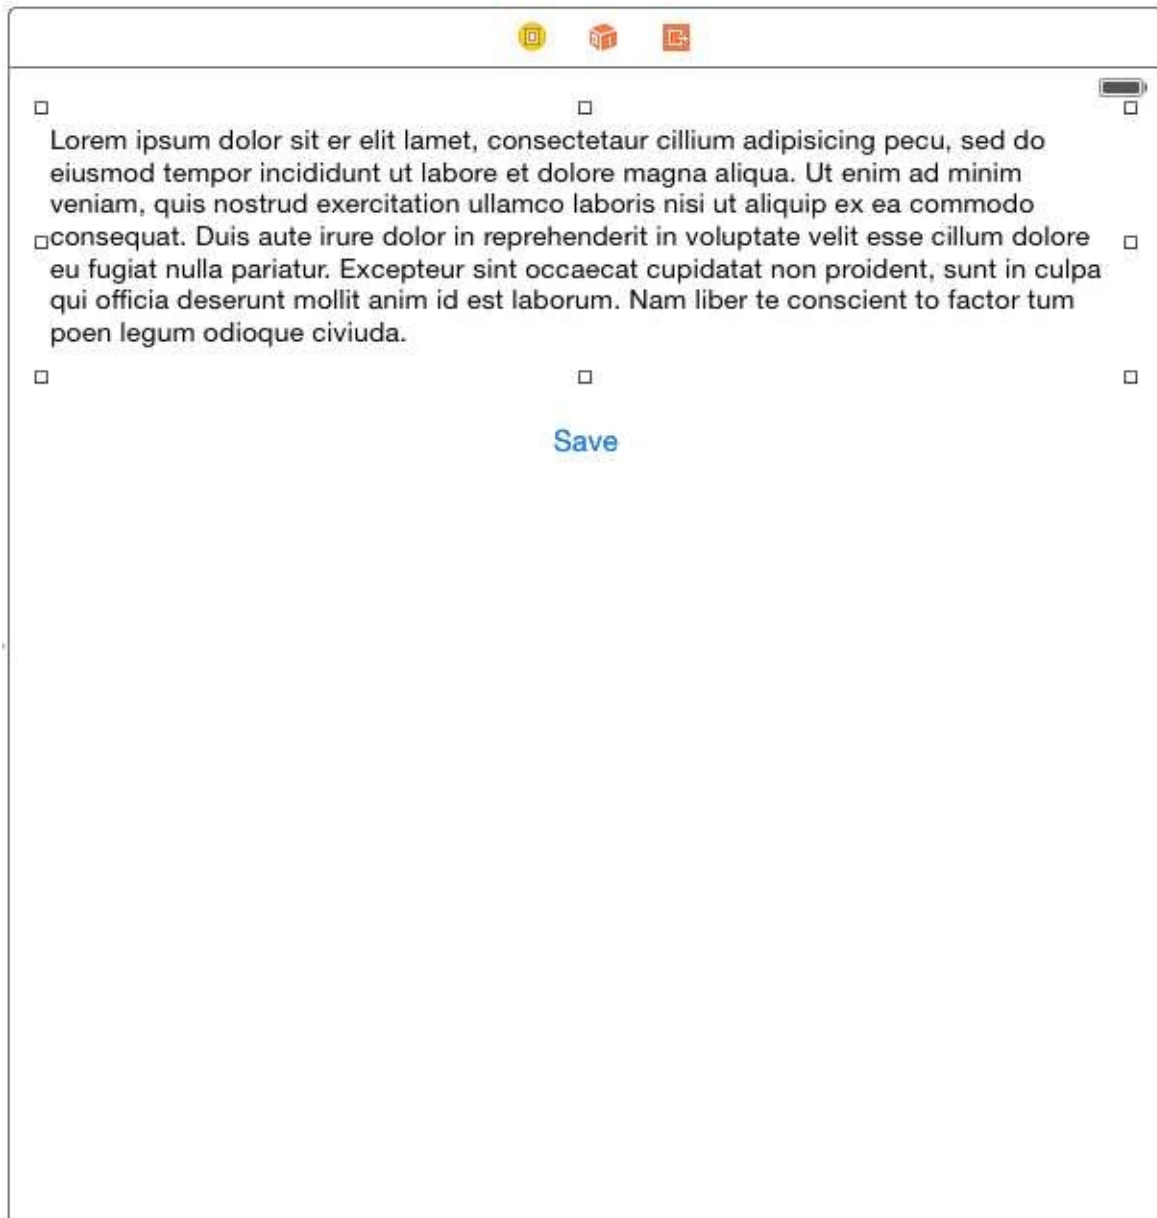 Lorem ipsum dolor sit er elit lamet, consectetaur cillium adipisicing pecu, sed do
eiusmod tempor incididunt ut labore et dolore magna aliqua. Ut enim ad minim
veniam, quis nostrud exercitation ullamco laboris nisi ut aliquip ex ea commodo
consequat. Duis aute irure dolor in reprehenderit in voluptate velit esse cillum dolore
eu fugiat nulla pariatur. Excepteur sint occaecat cupidatat non proident, sunt in culpa
qui officia deserunt mollit anim id est laborum. Nam liber te conscient to factor tum
poen legum odioque civiuda.
Save